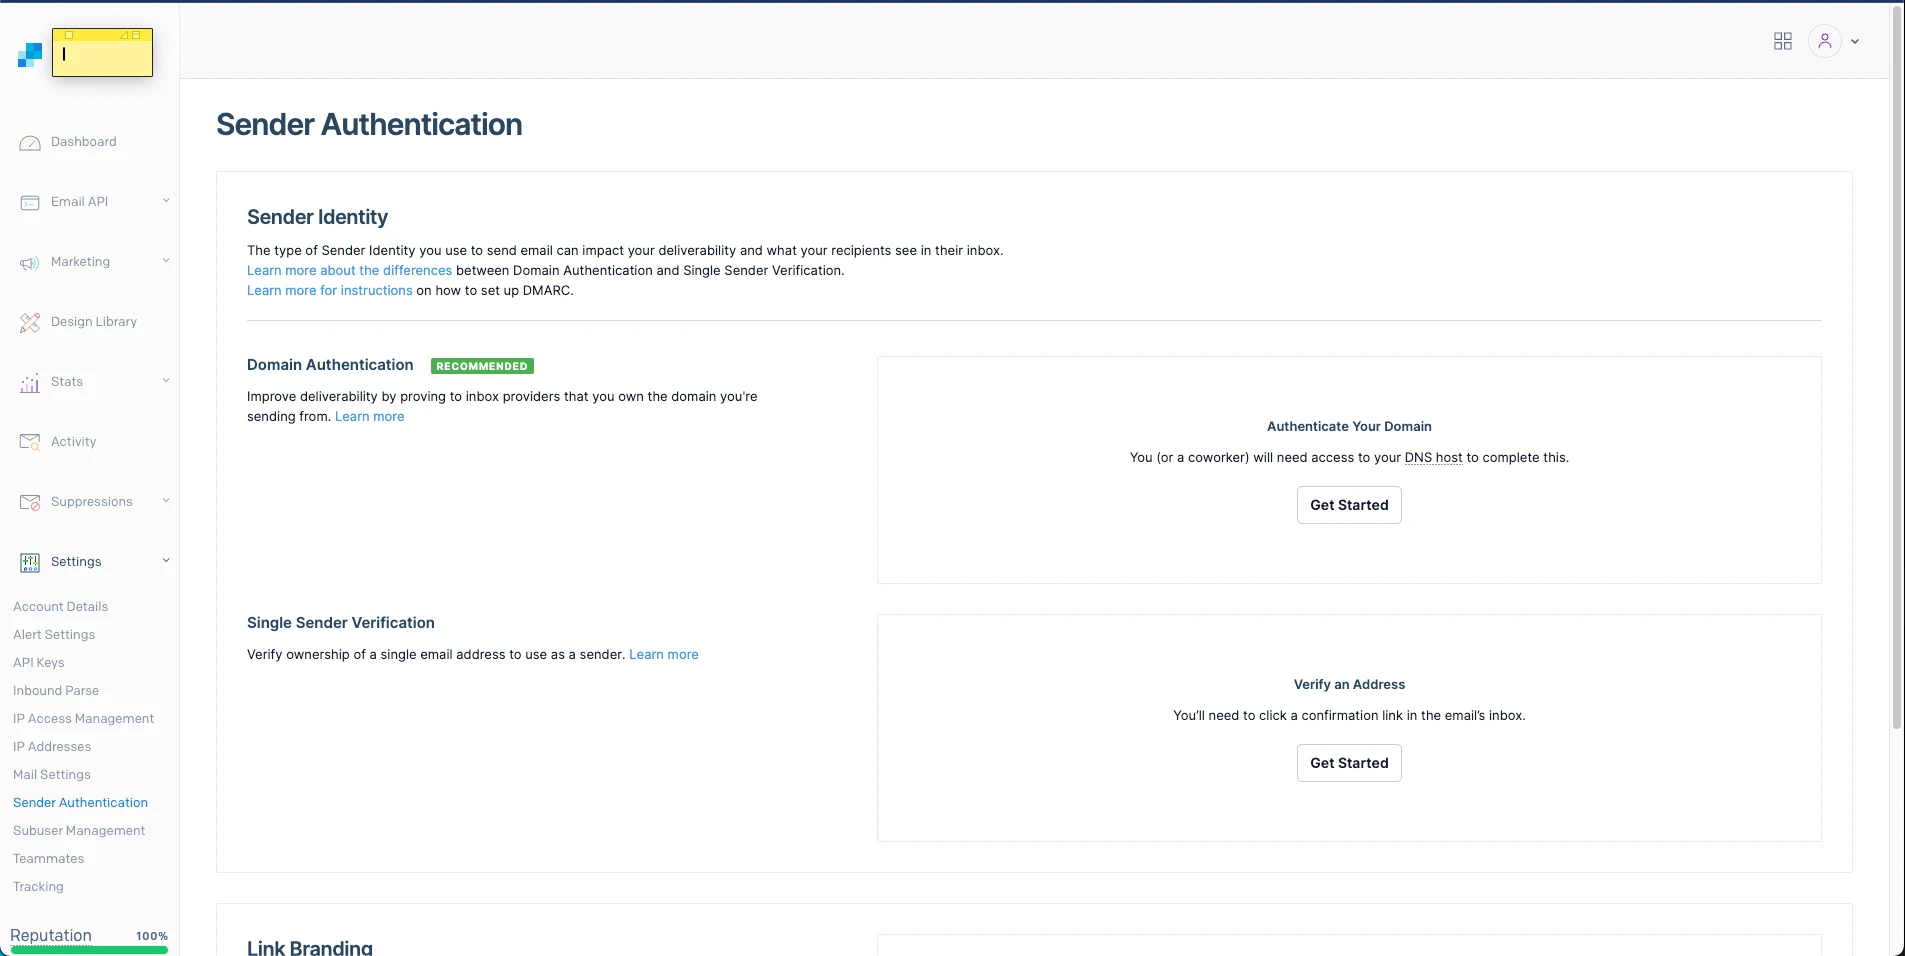 Dashboard
Email API
Marketing
Design Library
Stats
Activity
Suppressions
Settings
Account Details
Alert Settings
API Keys
Inbound Parse
IP Access Management
IP Addresses
Mail Settings
Sender Authentication
Subuser Management
Teammates
Tracking
Reputation 100%
Sender Authentication
Sender Identity
The type of Sender Identity you use to send email can impact your deliverability and what your recipients see in their inbox.
Learn more about the differences between Domain Authentication and Single Sender Verification.
Learn more for instructions on how to set up DMARC.
Domain Authentication RECOMMENDED
Improve deliverability by proving to inbox providers that you own the domain you're
sending from. Learn more
Authenticate Your Domain
You (or a coworker) will need access to your DNS host to complete this.
Get Started
Single Sender Verification
Verify ownership of a single email address to use as a sender. Learn more
Verify an Address
You’ll need to click a confirmation link in the email’s inbox.
Get Started
Link Branding